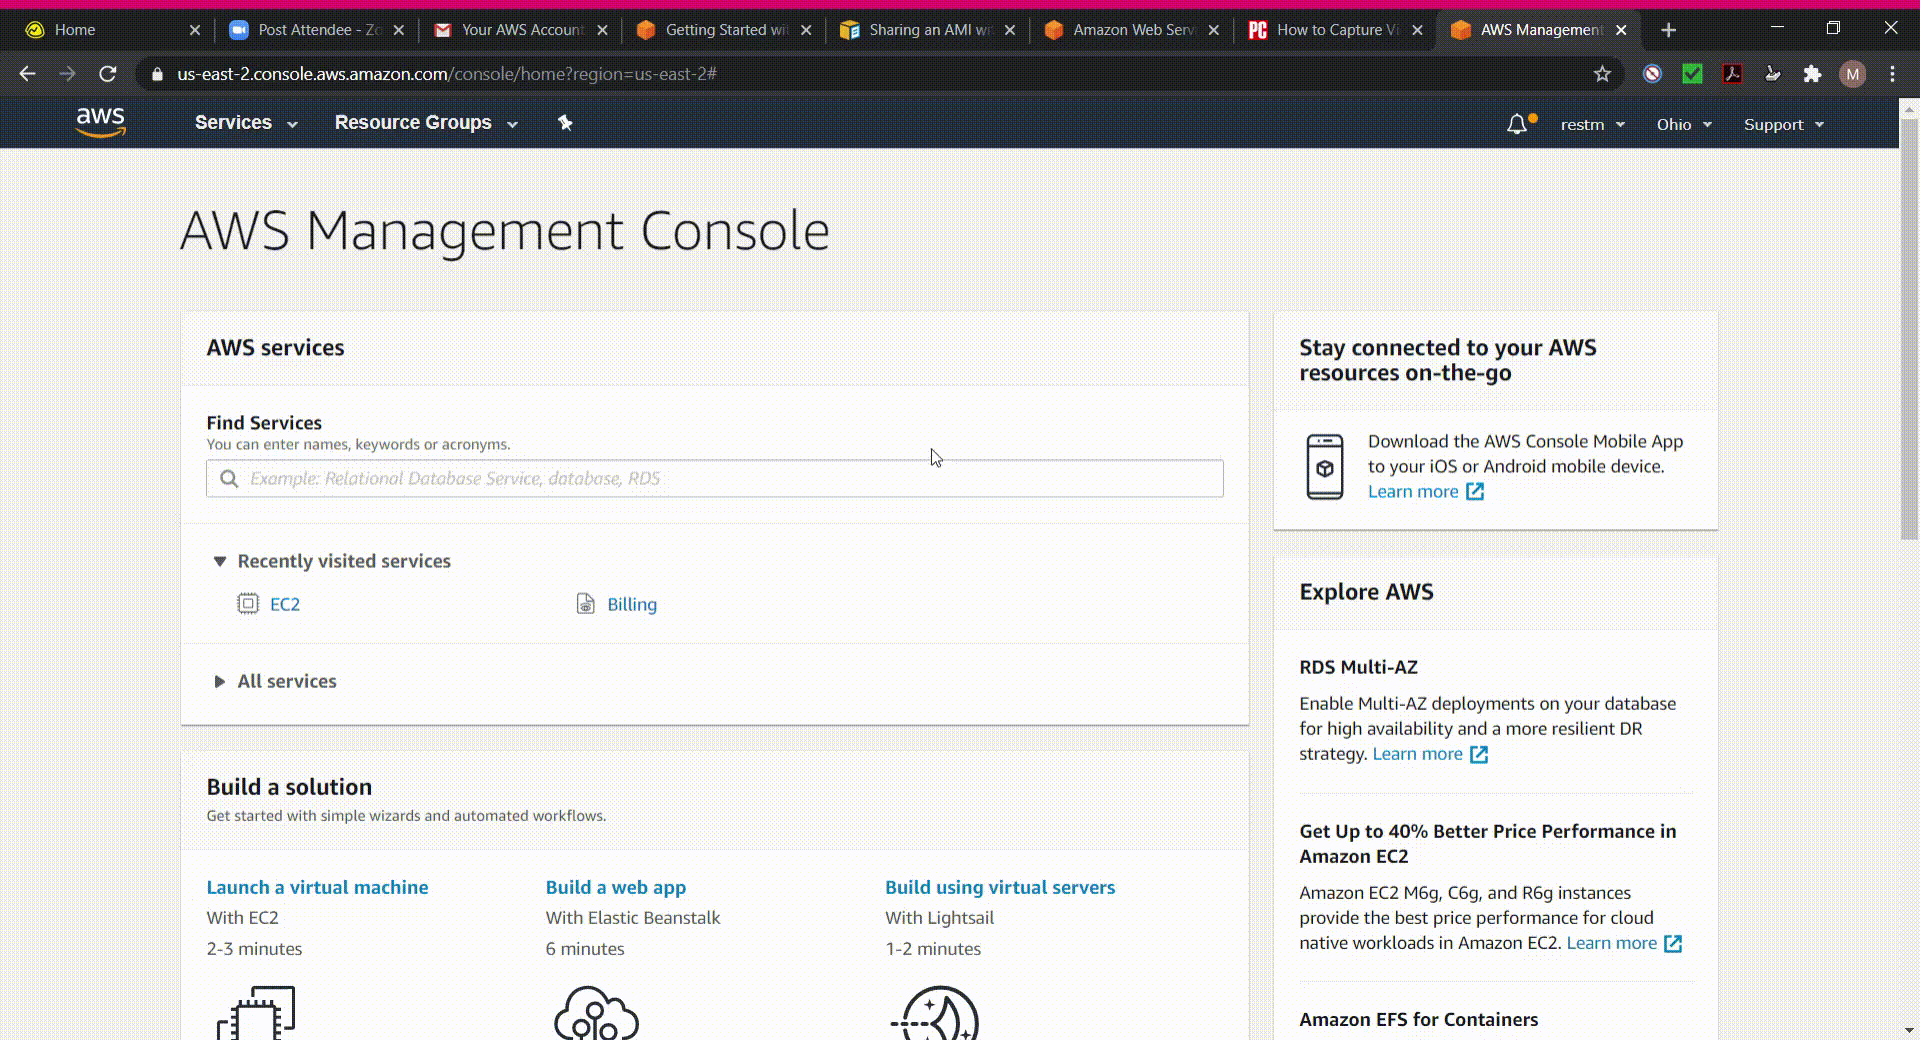 Home
Post Attendee - Zo
Your AWS Account
Getting Started wit
Sharing an AMI wi
Amazon Web Serv
How to Capture Vi
AWS Management
us-east-2.console.aws.amazon.com/console/home?region=us-east-2#
M
aws
Services
Resource Groups
restm
Ohio
Support
AWS Management Console
AWS services
Find Services
You can enter names, keywords or acronyms.
Example: Relational Database Service, database, RDS
Recently visited services
EC2
Billing
All services
Build a solution
Get started with simple wizards and automated workflows.
Launch a virtual machine
With EC2
2-3 minutes
Build a web app
With Elastic Beanstalk
6 minutes
Build using virtual servers
With Lightsail
1-2 minutes
Stay connected to your AWS
resources on-the-go
Download the AWS Console Mobile App
to your iOS or Android mobile device.
Learn more
Explore AWS
RDS Multi-AZ
Enable Multi-AZ deployments on your database
for high availability and a more resilient DR
strategy. Learn more
Get Up to 40% Better Price Performance in
Amazon EC2
Amazon EC2 M6g, C6g, and R6g instances
provide the best price performance for cloud
native workloads in Amazon EC2. Learn more
Amazon EFS for Containers